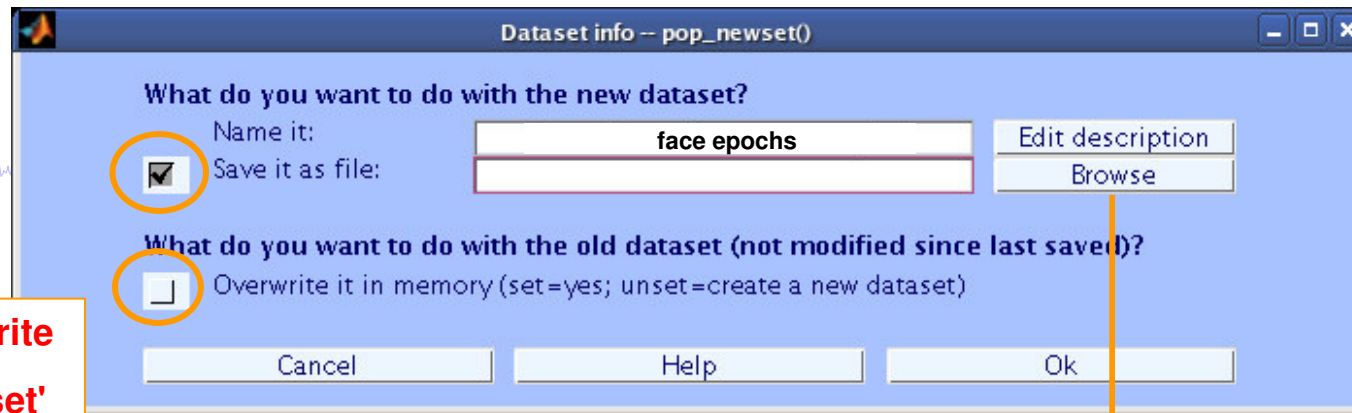 Dataset info -- pop_newset()
What do you want to do with the new dataset?
Name it:
face epochs
Edit description
Save it as file:
Browse
What do you want to do with the old dataset (not modified since last saved)?
Overwrite it in memory (set=yes; unset=create a new dataset)
Cancel
Help
Ok
rite
set'